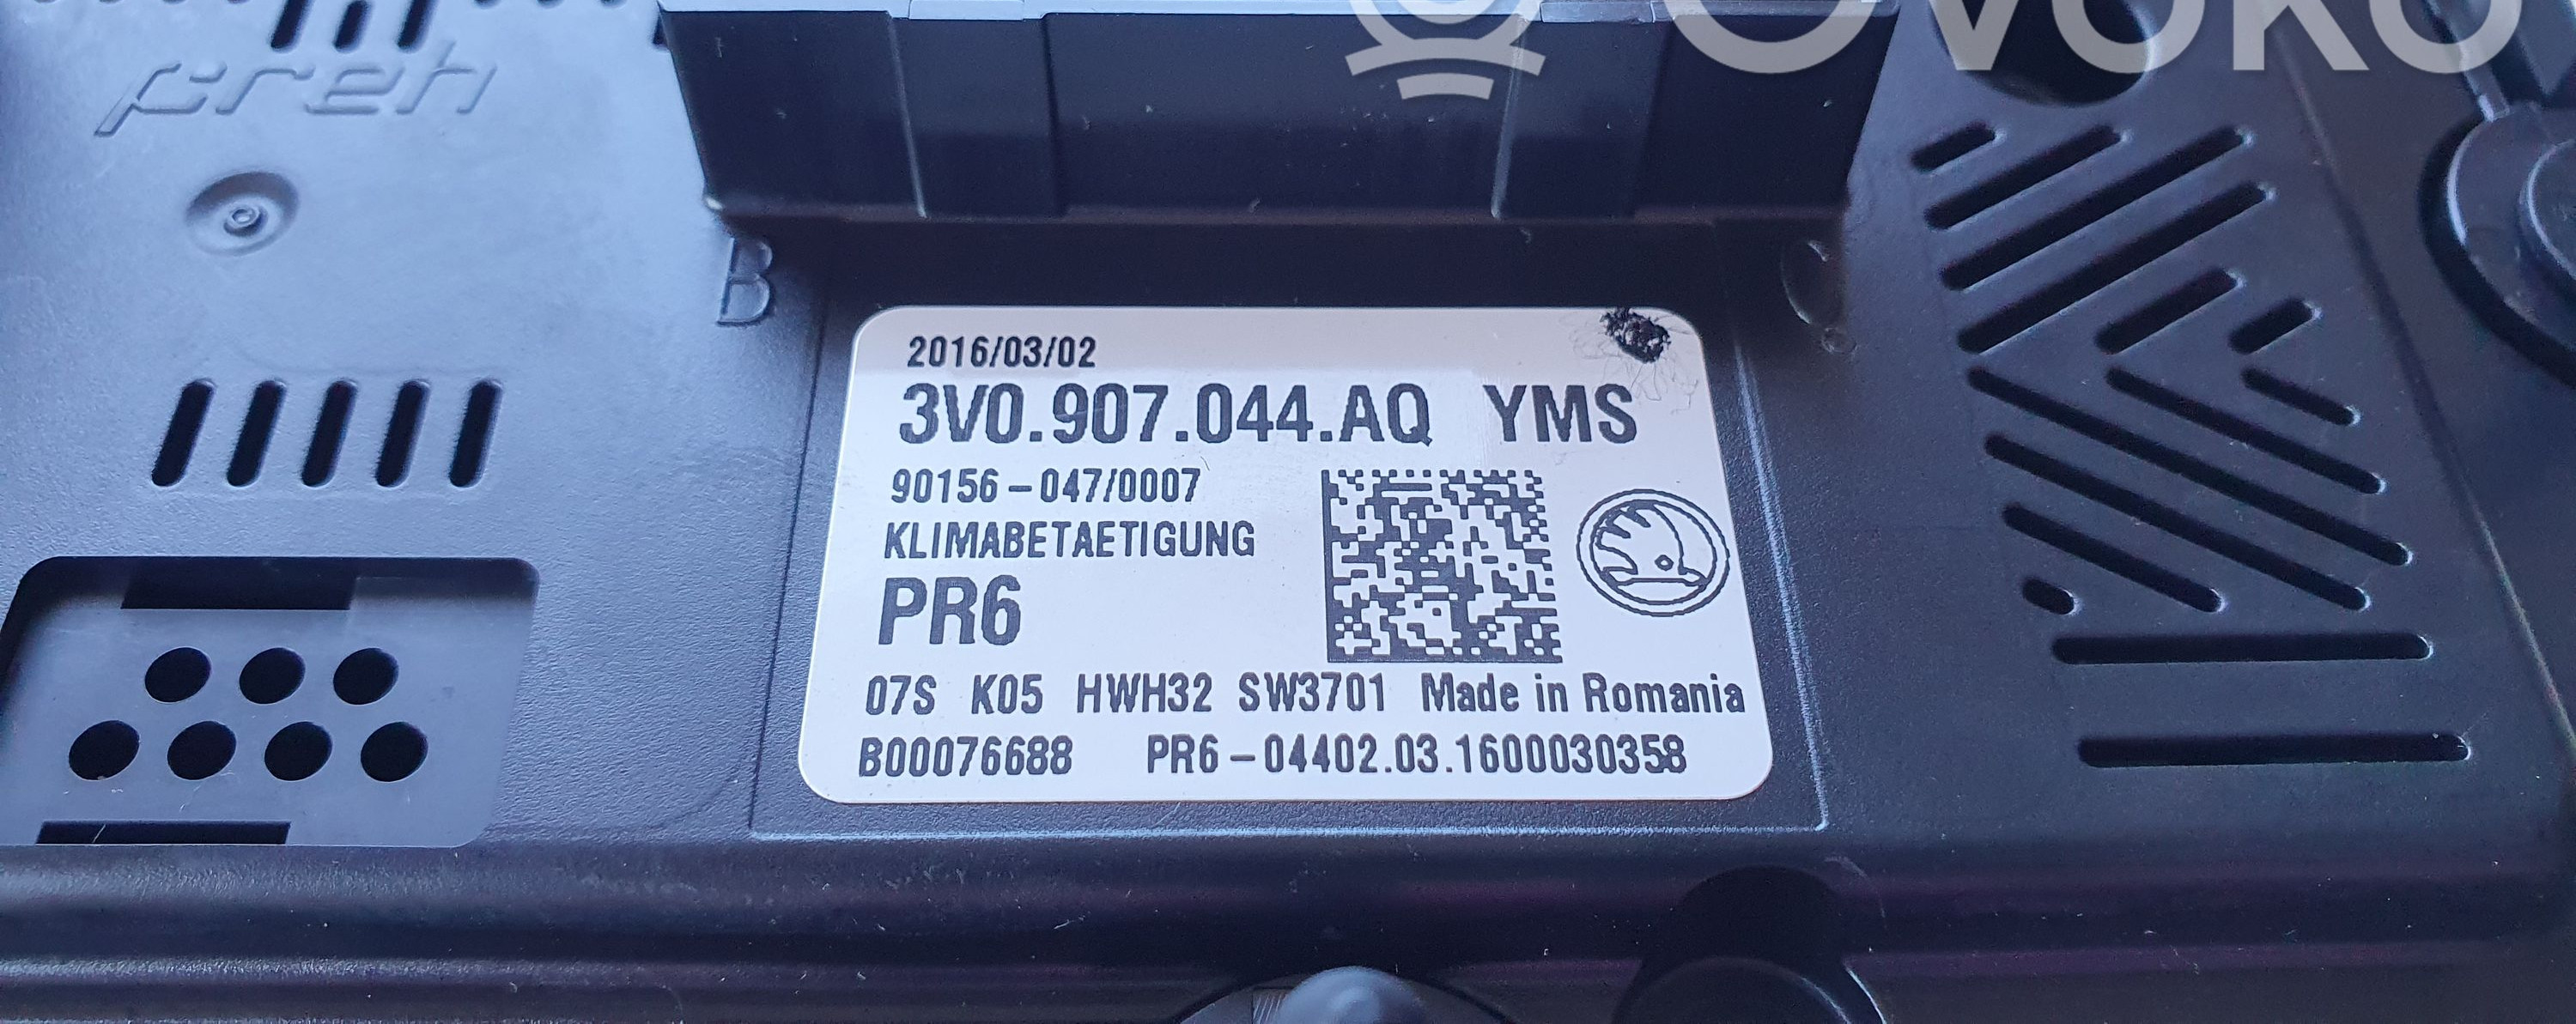 OVOKO
preh
B
2016/03/02
3V0.907.044.AQ YMS
90156-047/0007
KLIMABETAETIGUNG
PR6
07S K05 HWH32 SW3701 Made in Romania
B00076688 PR6-04402.03.1600030358